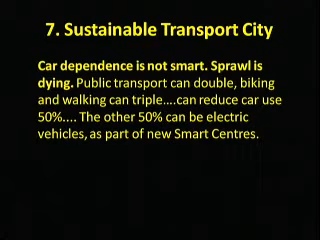 7. Sustainable Transport City
Car dependence is not smart. Sprawl is
dying. Public transport can double, biking
and walking can triple….can reduce car use
50%.... The other 50% can be electric
vehicles, as part of new Smart Centres.